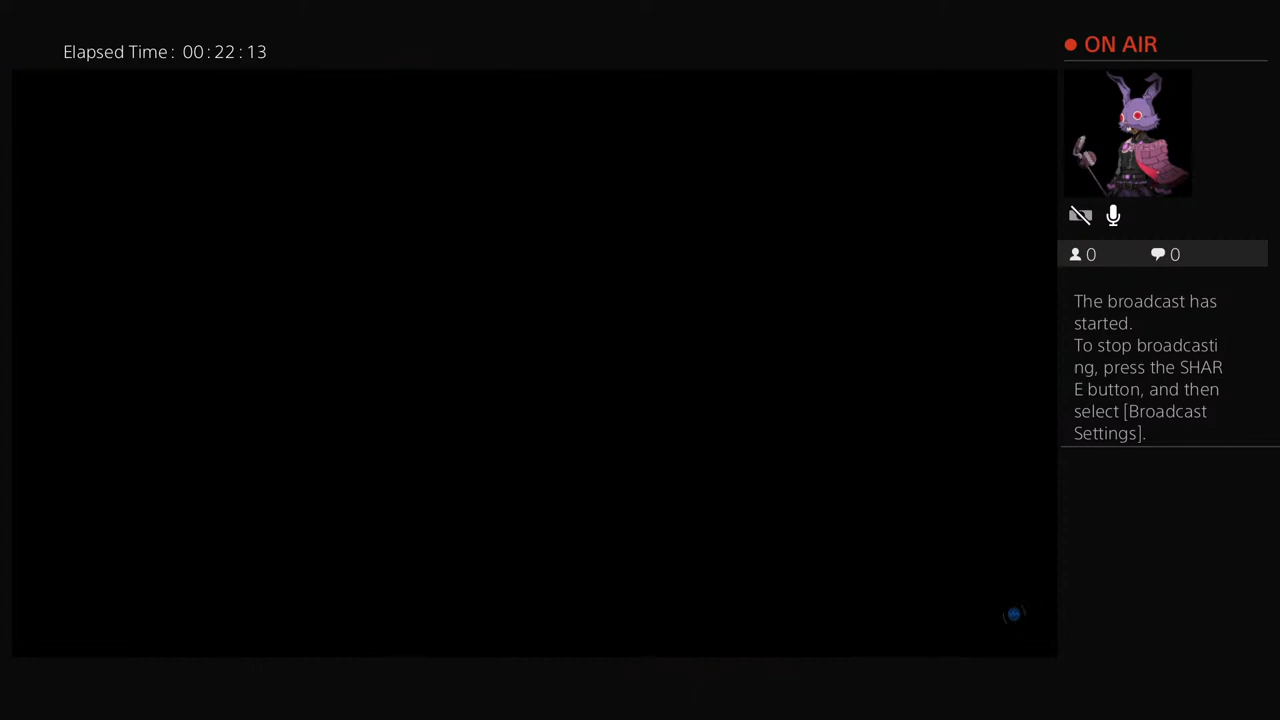 Elapsed Time: 00:22:13
ON AIR
0 0
The broadcast has
started.
To stop broadcasti
ng, press the SHAR
E button, and then
select [Broadcast
Settings].